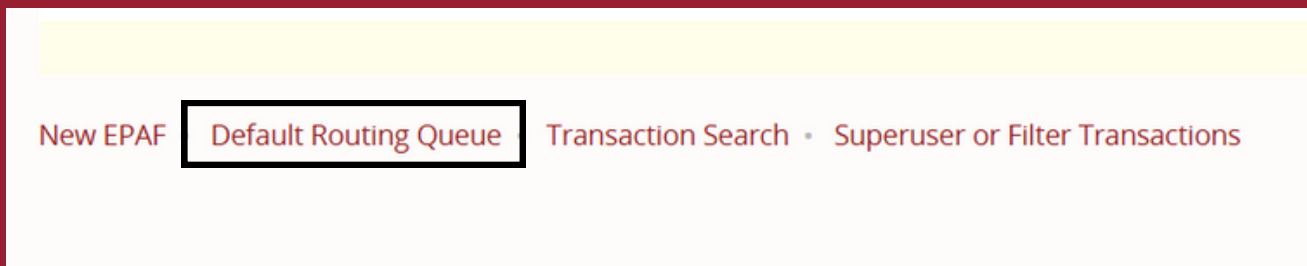 New EPAF Default Routing Queue • Transaction Search • Superuser or Filter Transactions